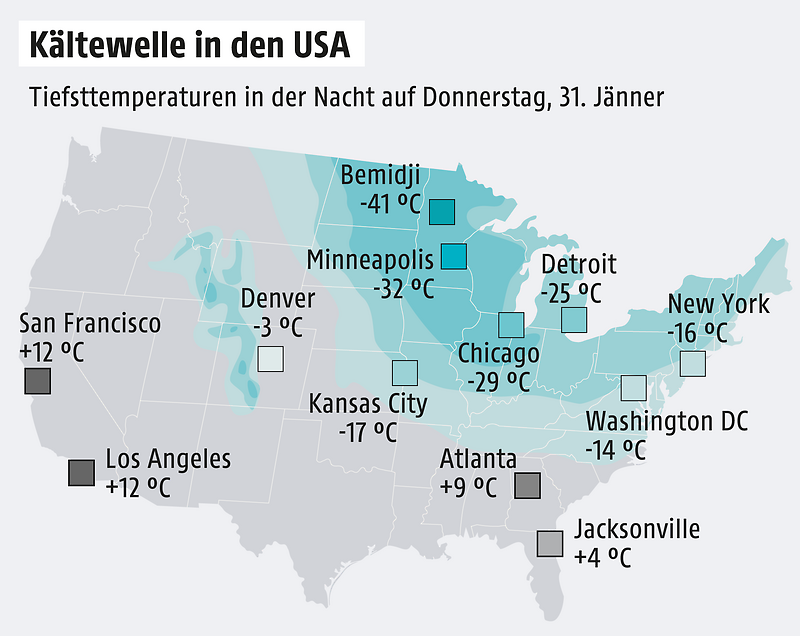 Kältewelle in den USA
Tiefsttemperaturen in der Nacht auf Donnerstag, 31. Jänner
Bemidji
-41 ºC
Minneapolis
-32 ºC
Detroit
-25 ºC
Denver
-3 ºC
New York
-16 ºC
San Francisco
+12 ºC
Chicago
-29 ºC
Kansas City
-17 ºC
Washington DC
-14 ºC
Los Angeles
+12 ºC
Atlanta
+9 ºC
Jacksonville
+4 ºC